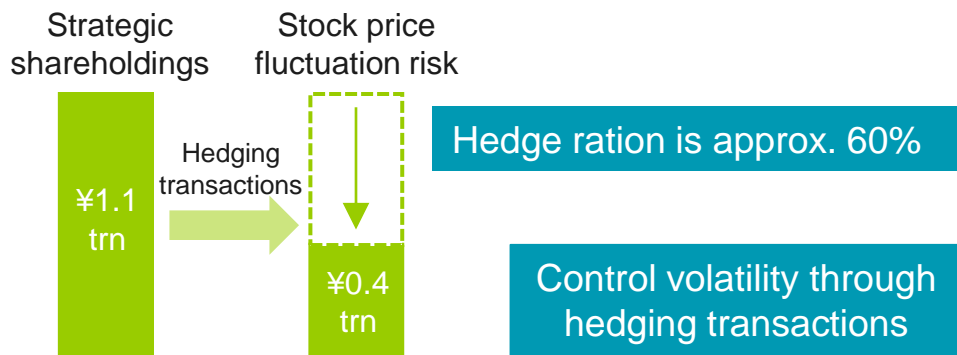 Strategic
shareholdings
Stock price
fluctuation risk
Hedging
transactions
¥1.1
trn
¥0.4
trn
Hedge ration is approx. 60%
Control volatility through
hedging transactions